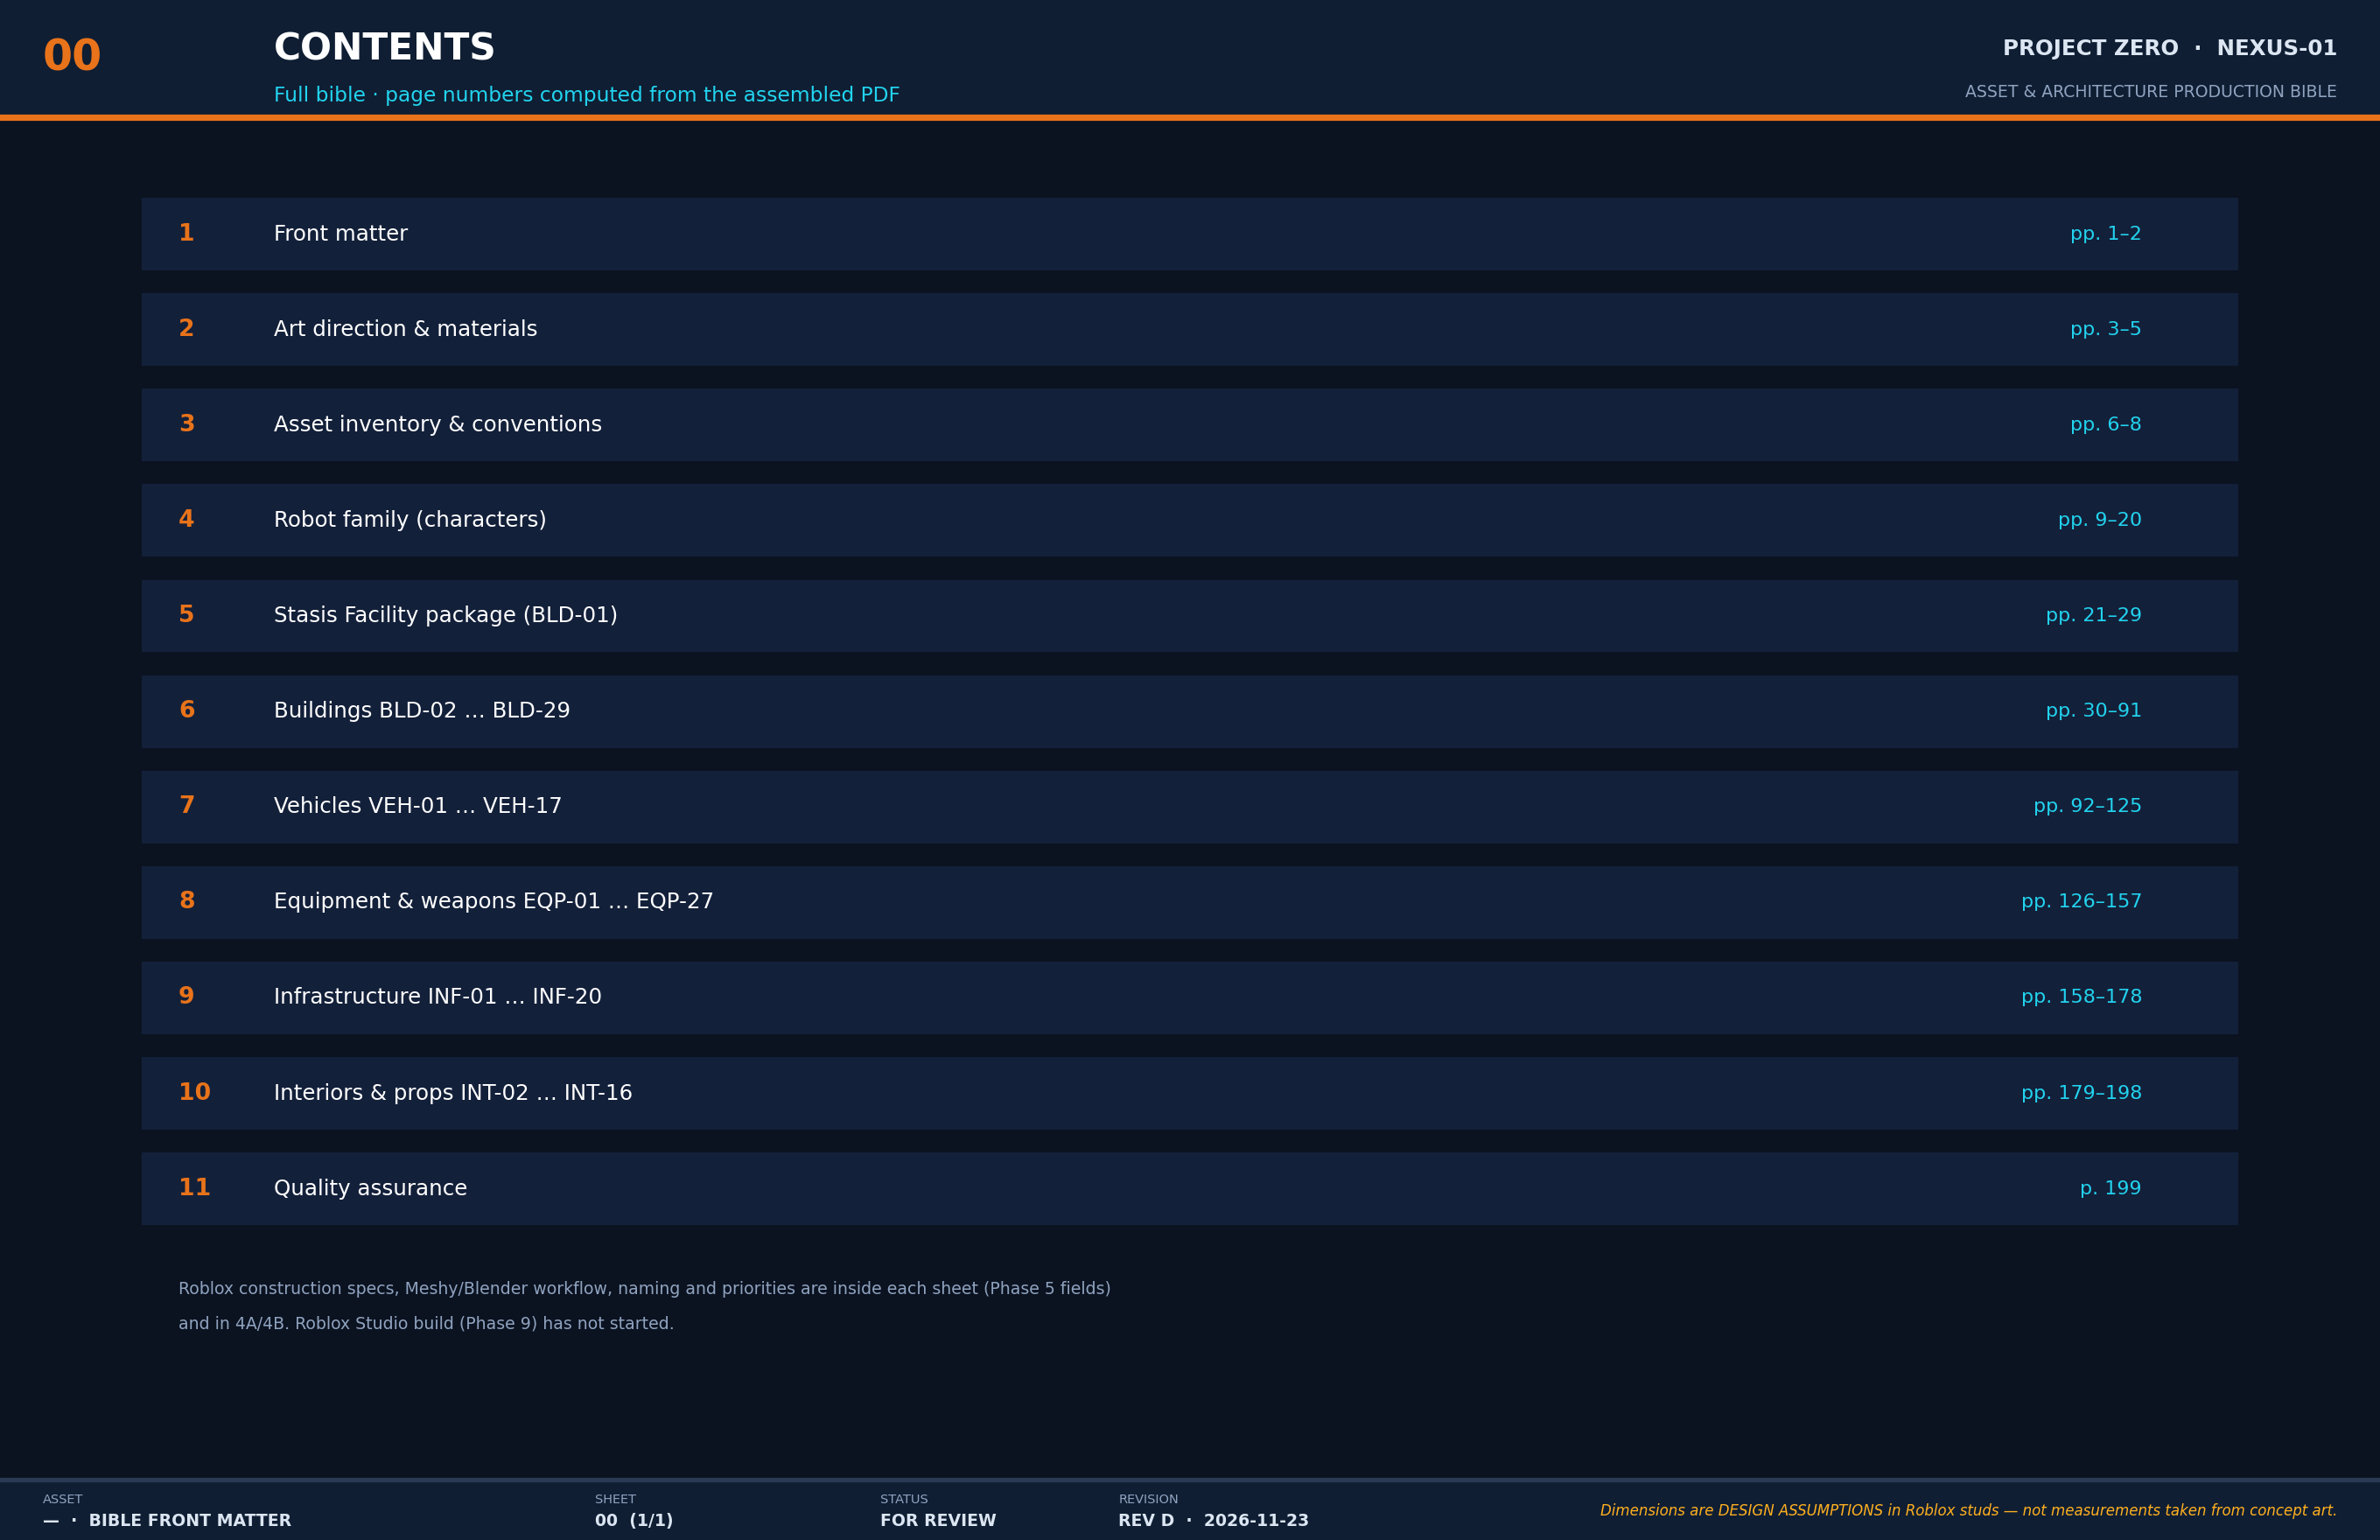 00
CONTENTS
Full bible · page numbers computed from the assembled PDF
PROJECT ZERO · NEXUS-01
ASSET & ARCHITECTURE PRODUCTION BIBLE
1 Front matter pp. 1–2
2 Art direction & materials pp. 3–5
3 Asset inventory & conventions pp. 6–8
4 Robot family (characters) pp. 9–20
5 Stasis Facility package (BLD-01) pp. 21–29
6 Buildings BLD-02 … BLD-29 pp. 30–91
7 Vehicles VEH-01 … VEH-17 pp. 92–125
8 Equipment & weapons EQP-01 … EQP-27 pp. 126–157
9 Infrastructure INF-01 … INF-20 pp. 158–178
10 Interiors & props INT-02 … INT-16 pp. 179–198
11 Quality assurance p. 199
Roblox construction specs, Meshy/Blender workflow, naming and priorities are inside each sheet (Phase 5 fields)
and in 4A/4B. Roblox Studio build (Phase 9) has not started.
ASSET
— · BIBLE FRONT MATTER
SHEET
00 (1/1)
STATUS
FOR REVIEW
REVISION
REV D · 2026-11-23
Dimensions are DESIGN ASSUMPTIONS in Roblox studs — not measurements taken from concept art.